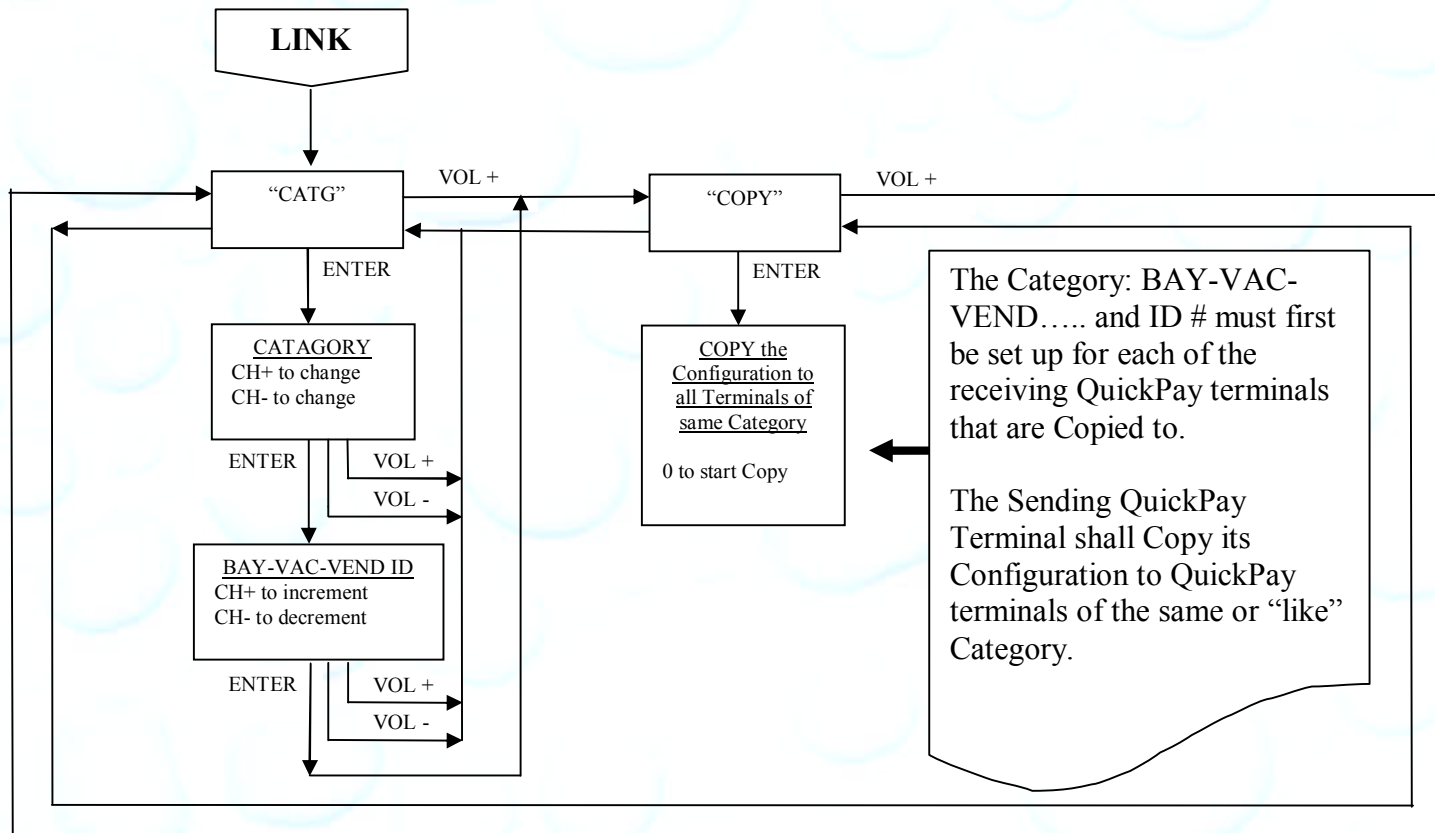 LINK
“CATG”
VOL +
“COPY”
VOL +
ENTER
ENTER
CATAGORY
CH+ to change
CH- to change
ENTER
VOL +
VOL -
BAY-VAC-VEND ID
CH+ to increment
CH- to decrement
ENTER
VOL +
VOL -
COPY the
Configuration to
all Terminals of
same Category
0 to start Copy
The Category: BAY-VAC-
VEND….. and ID # must first
be set up for each of the
receiving QuickPay terminals
that are Copied to.
The Sending QuickPay
Terminal shall Copy its
Configuration to QuickPay
terminals of the same or “like”
Category.